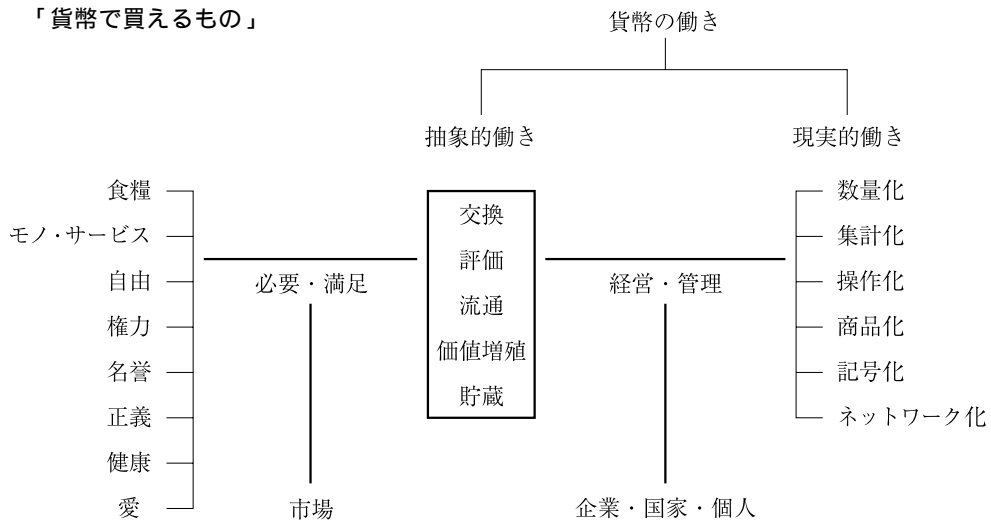 「貨幣で買えるもの」
貨幣の働き
抽象的働き
現実的働き
食糧
モノ・サービス
自由
権力
名誉
正義
健康
愛
必要・満足
市場
交換
評価
流通
価値増殖
貯蔵
経営・管理
企業・国家・個人
数量化
集計化
操作化
商品化
記号化
ネットワーク化